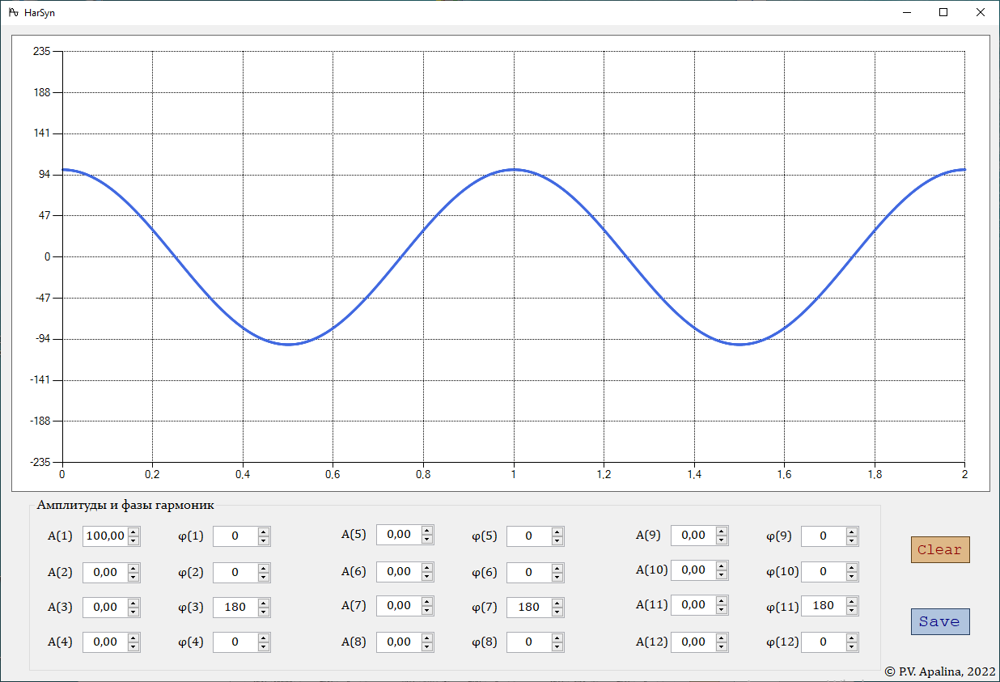 HarSyn
235
188
141
94
47
0
-47
-94
-141
-188
-235
0 0,2 0,4 0,6 0,8 1 1,2 1,4 1,6 1,8 2
Амплитуды и фазы гармоник
A(1) 100,00 φ(1) 0 A(5) 0,00 φ(5) 0 A(9) 0,00 φ(9) 0
Clear
A(2) 0,00 φ(2) 0 A(6) 0,00 φ(6) 0 A(10) 0,00 φ(10) 0
A(3) 0,00 φ(3) 180 A(7) 0,00 φ(7) 180 A(11) 0,00 φ(11) 180
Save
A(4) 0,00 φ(4) 0 A(8) 0,00 φ(8) 0 A(12) 0,00 φ(12) 0
© P.V. Apalina, 2022